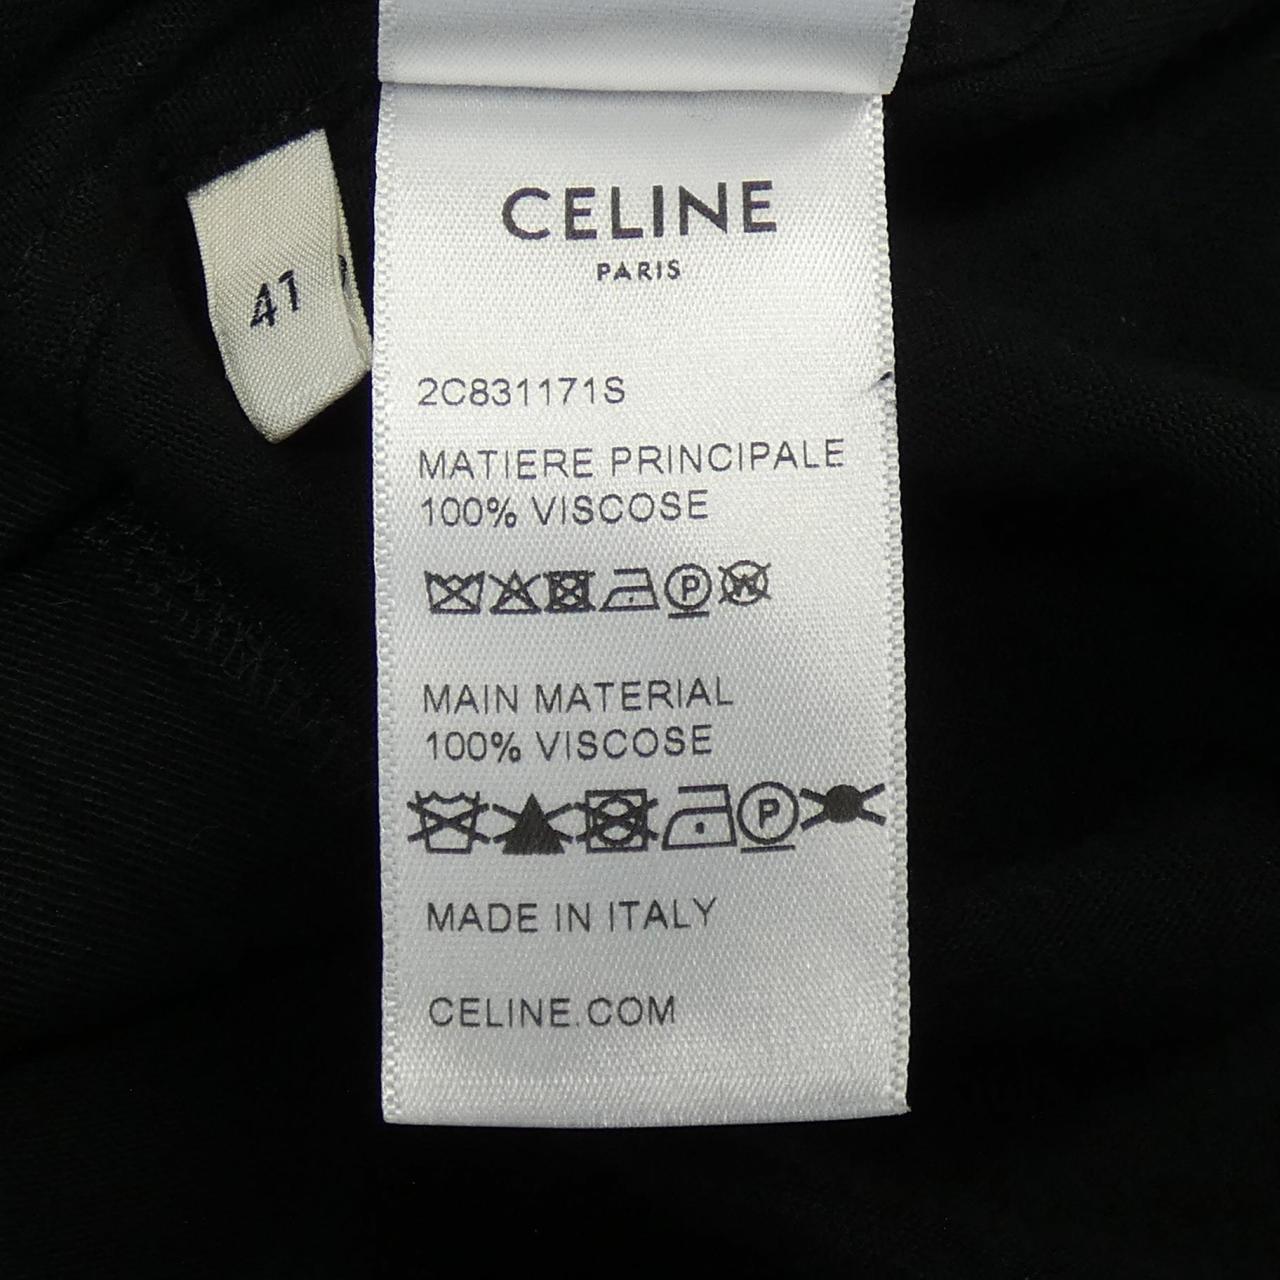 CELINE
PARIS
41
2C831171S
MATIERE PRINCIPALE
100% VISCOSE
P W
MAIN MATERIAL
100% VISCOSE
P
MADE IN ITALY
CELINE.COM